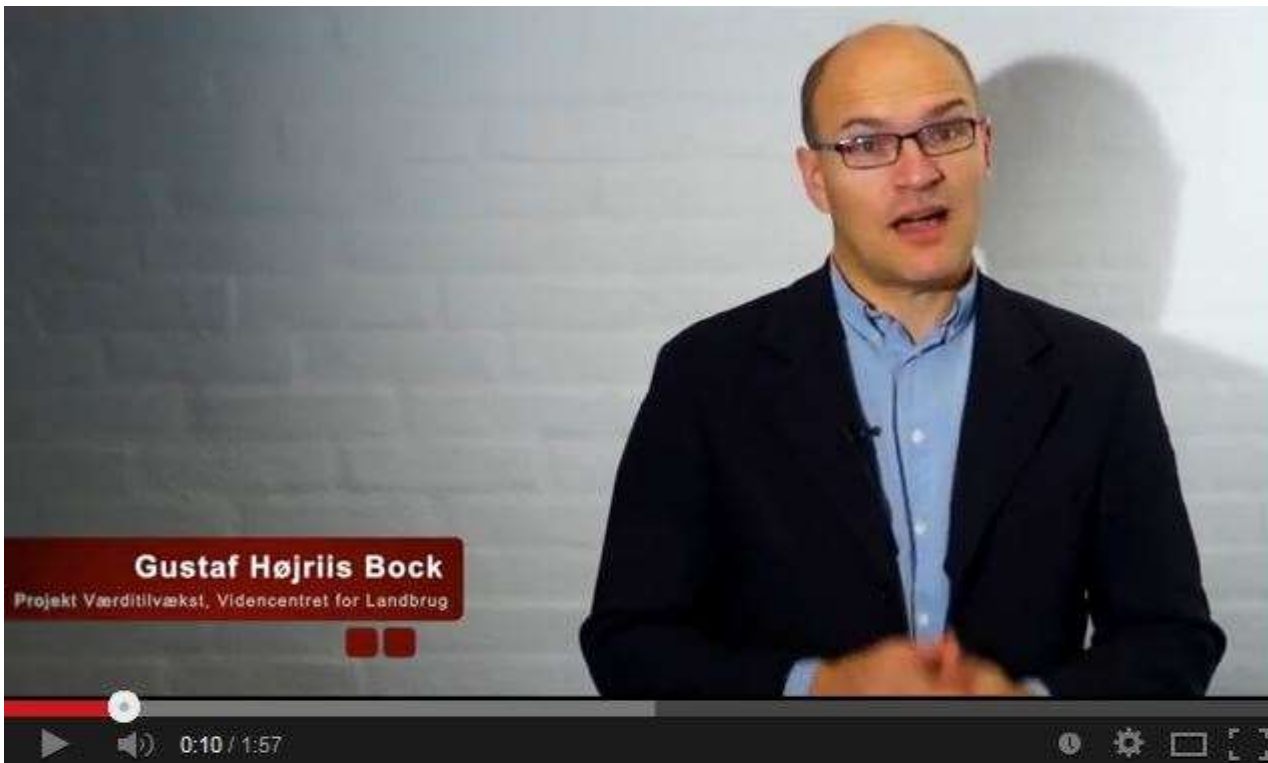 Gustaf Højriis Bock
Projekt Værditilvækst, Videncentret for Landbrug
0:10 / 1:57